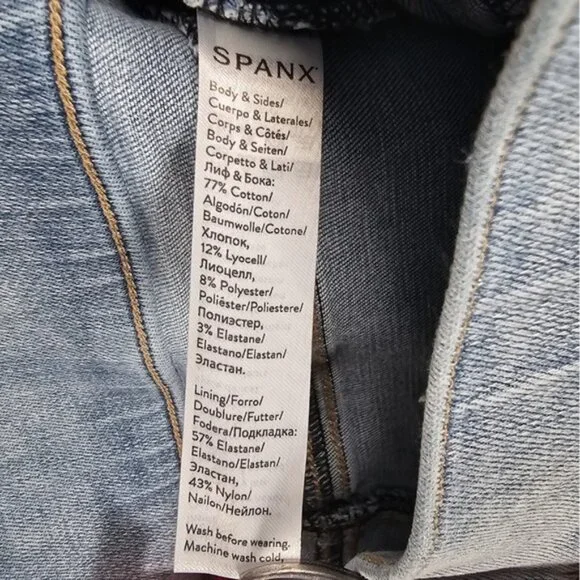 SPANX
Body & Sides/
Cuerpo & Laterales/
Corps & Côtés/
Body & Seiten/
Corpetto & Lati/
Лиф & Бока:
77% Cotton/
Algodón/Coton/
Baumwolle/Cotone/
Хлопок,
12% Lyocell/
Лиоцелл,
8% Polyester/
Poliéster/Poliestere/
Полиэстер,
3% Elastane/
Elastano/Elastan/
Эластан.
Lining/Forro/
Doublure/Futter/
Fodera/Подкладка:
57% Elastane/
Elastano/Elastan/
Эластан,
43% Nylon/
Nailon/Нейлон.
Wash before wearing.
Machine wash cold,